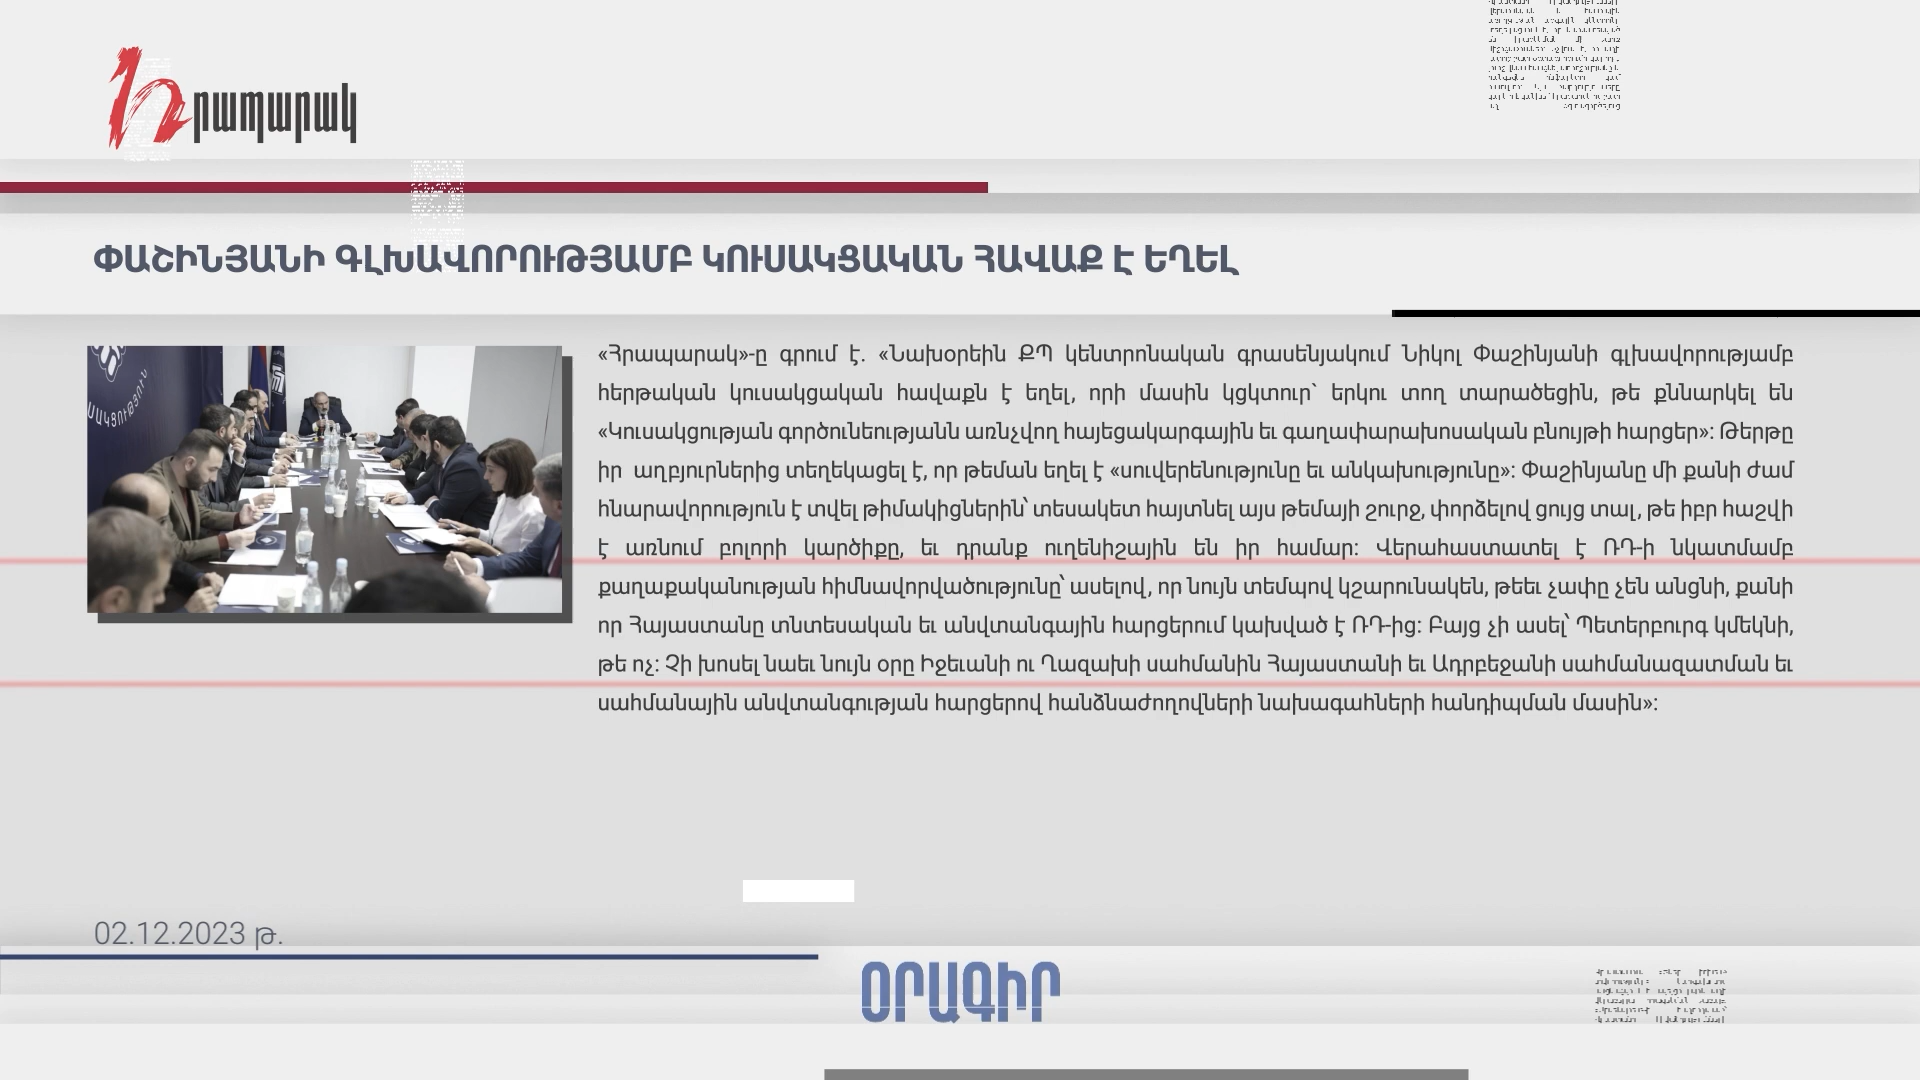 Հրապարակ
ՓԱՇԻՆՅԱՆԻ ԳԼԽԱՎՈՐՈՒԹՅԱՄԲ ԿՈՒՍԱԿՑԱԿԱՆ ՀԱՎԱՔ Է ԵՂԵԼ
«Հրապարակ»-ը գրում է. «Նախօրեին ՔՊ կենտրոնական գրասենյակում Նիկոլ Փաշինյանի գլխավորությամբ
հերթական կուսակցական հավաքն է եղել, որի մասին կցկտուր՝ երկու տող տարածեցին, թե քննարկել են
«Կուսակցության գործունեությանն առնչվող հայեցակարգային եւ գաղափարախոսական բնույթի հարցեր»: Թերթը
իր աղբյուրներից տեղեկացել է, որ թեման եղել է «սուվերենությունը եւ անկախությունը»: Փաշինյանը մի քանի ժամ
հնարավորություն է տվել թիմակիցներին՝ տեսակետ հայտնել այս թեմայի շուրջ, փորձելով ցույց տալ, թե իբր հաշվի
է առնում բոլորի կարծիքը, եւ դրանք ուղենիշային են իր համար: Վերահաստատել է ՌԴ-ի նկատմամբ
քաղաքականության հիմնավորվածությունը՝ ասելով, որ նույն տեմպով կշարունակեն, թեեւ չափը չեն անցնի, քանի
որ Հայաստանը տնտեսական եւ անվտանգային հարցերում կախված է ՌԴ-ից: Բայց չի ասել՝ Պետերբուրգ կմեկնի,
թե ոչ: Չի խոսել նաեւ նույն օրը Իջեւանի ու Ղազախի սահմանին Հայաստանի եւ Ադրբեջանի սահմանազատման եւ
սահմանային անվտանգության հարցերով հանձնաժողովների նախագահների հանդիպման մասին»:
02.12.2023 թ.
ՕՐԱԳԻՐ